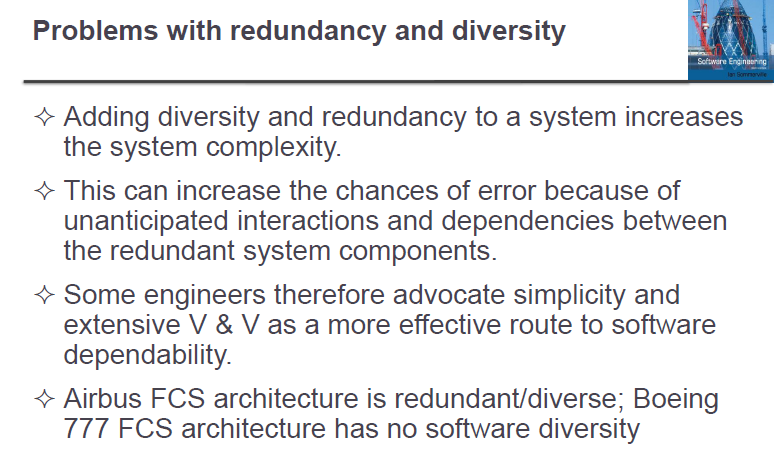 Problems with redundancy and diversity
Software Engineering
Ian Sommerville
✧ Adding diversity and redundancy to a system increases
the system complexity.
✧ This can increase the chances of error because of
unanticipated interactions and dependencies between
the redundant system components.
✧ Some engineers therefore advocate simplicity and
extensive V & V as a more effective route to software
dependability.
✧ Airbus FCS architecture is redundant/diverse; Boeing
777 FCS architecture has no software diversity